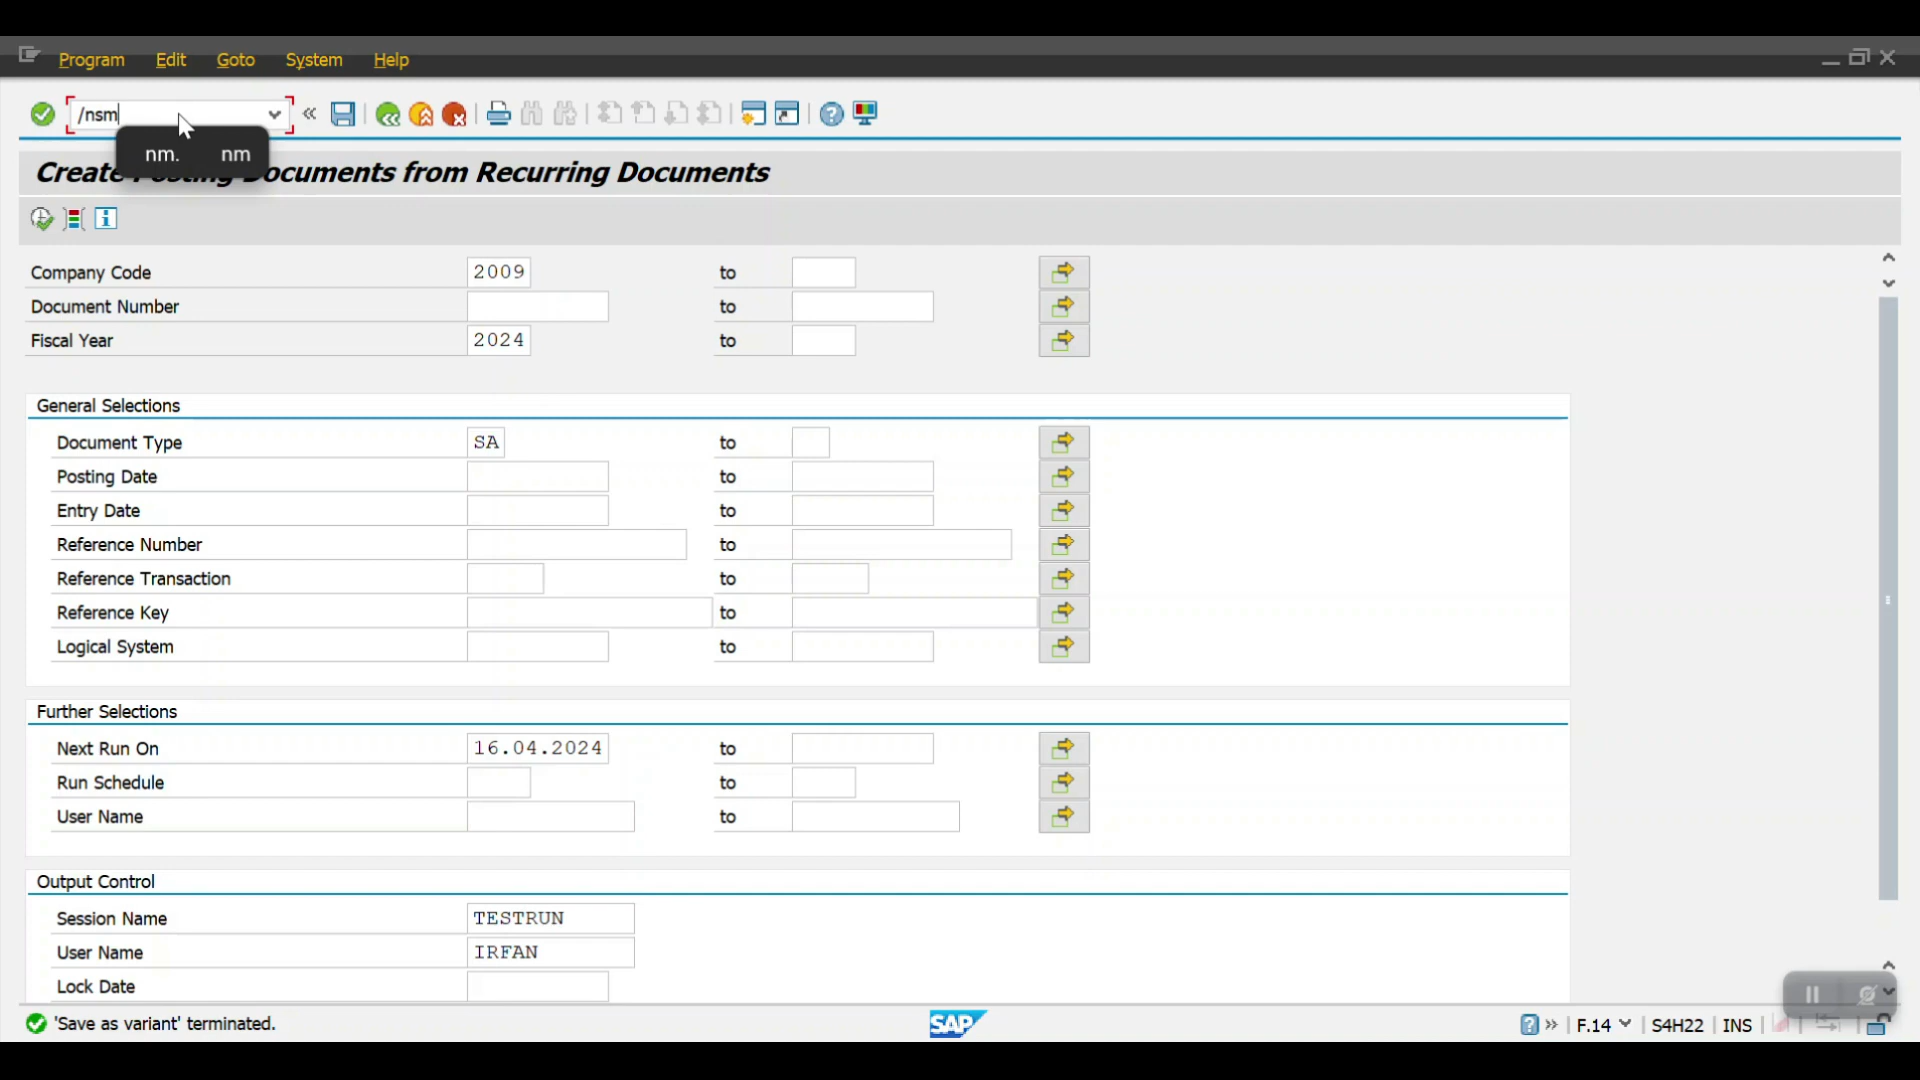 Program Edit Goto System Help
/nsm
nm. nm
Create Posting Documents from Recurring Documents
Company Code 2009 to
Document Number to
Fiscal Year 2024 to
General Selections
Document Type SA to
Posting Date to
Entry Date to
Reference Number to
Reference Transaction to
Reference Key to
Logical System to
Further Selections
Next Run On 16.04.2024 to
Run Schedule to
User Name to
Output Control
Session Name TESTRUN
User Name IRFAN
Lock Date
'Save as variant' terminated.
SAP
F.14 S4H22 INS